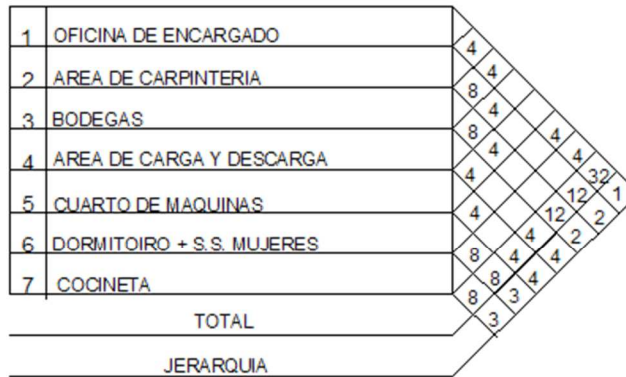 1 OFICINA DE ENCARGADO
4
4
2 AREA DE CARPINTERIA
8
4
3 BODEGAS
8 4
4 4
4 AREA DE CARGA Y DESCARGA
4 32
5 CUARTO DE MAQUINAS
12 1
4 12 2
6 DORMITOIRO + S.S. MUJERES
4 2
8 4 4
7 COCINETA
8 4
8 3
TOTAL
3
JERARQUIA